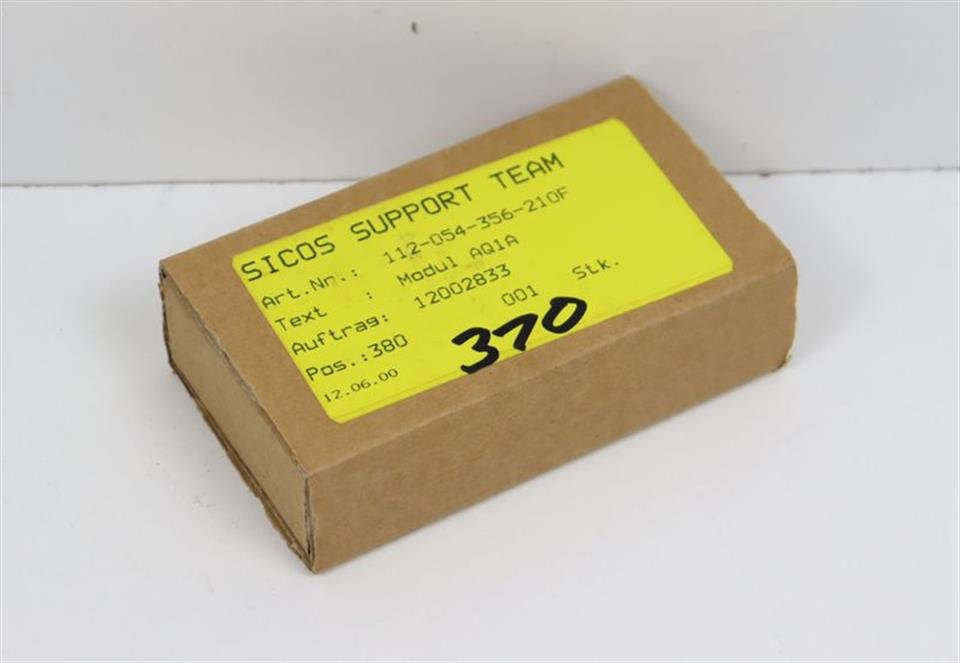 SICOS SUPPORT TEAM
Art.Nr.: 112-054-356-210F
Text : Modul AQ1A
Auftrag: 12002833
Pos.:380 001 Stk.
12.06.00 370